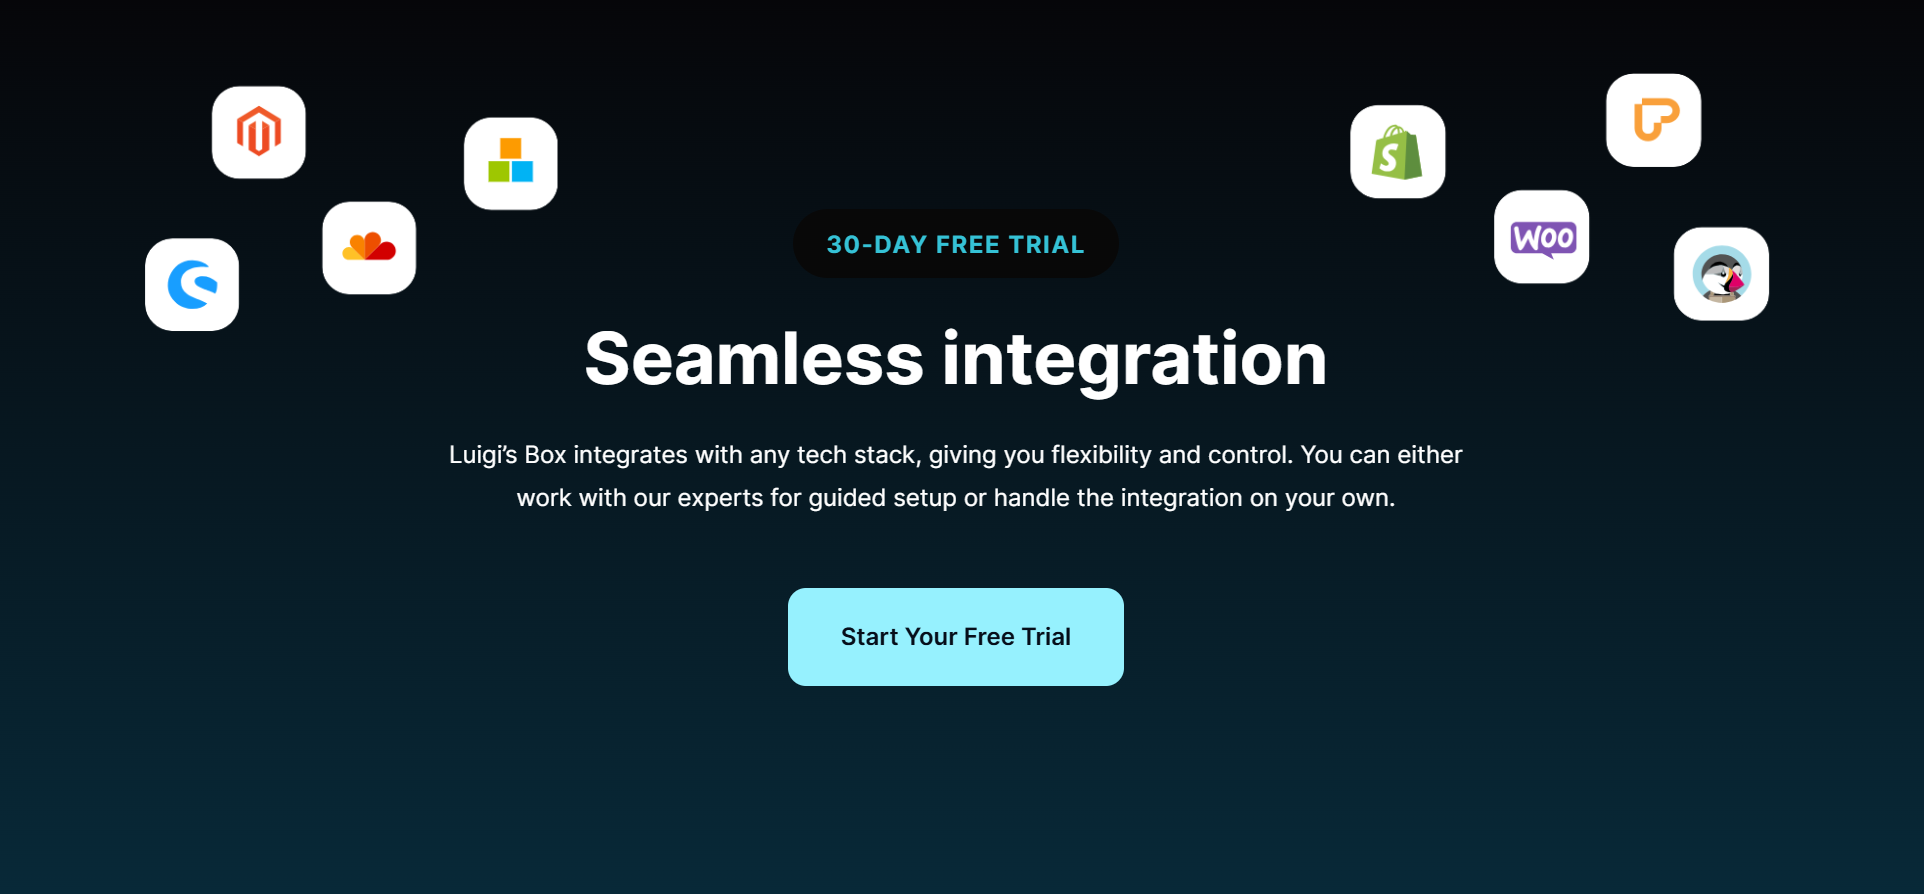 30-DAY FREE TRIAL
WOO
Seamless integration
Luigi’s Box integrates with any tech stack, giving you flexibility and control. You can either
work with our experts for guided setup or handle the integration on your own.
Start Your Free Trial